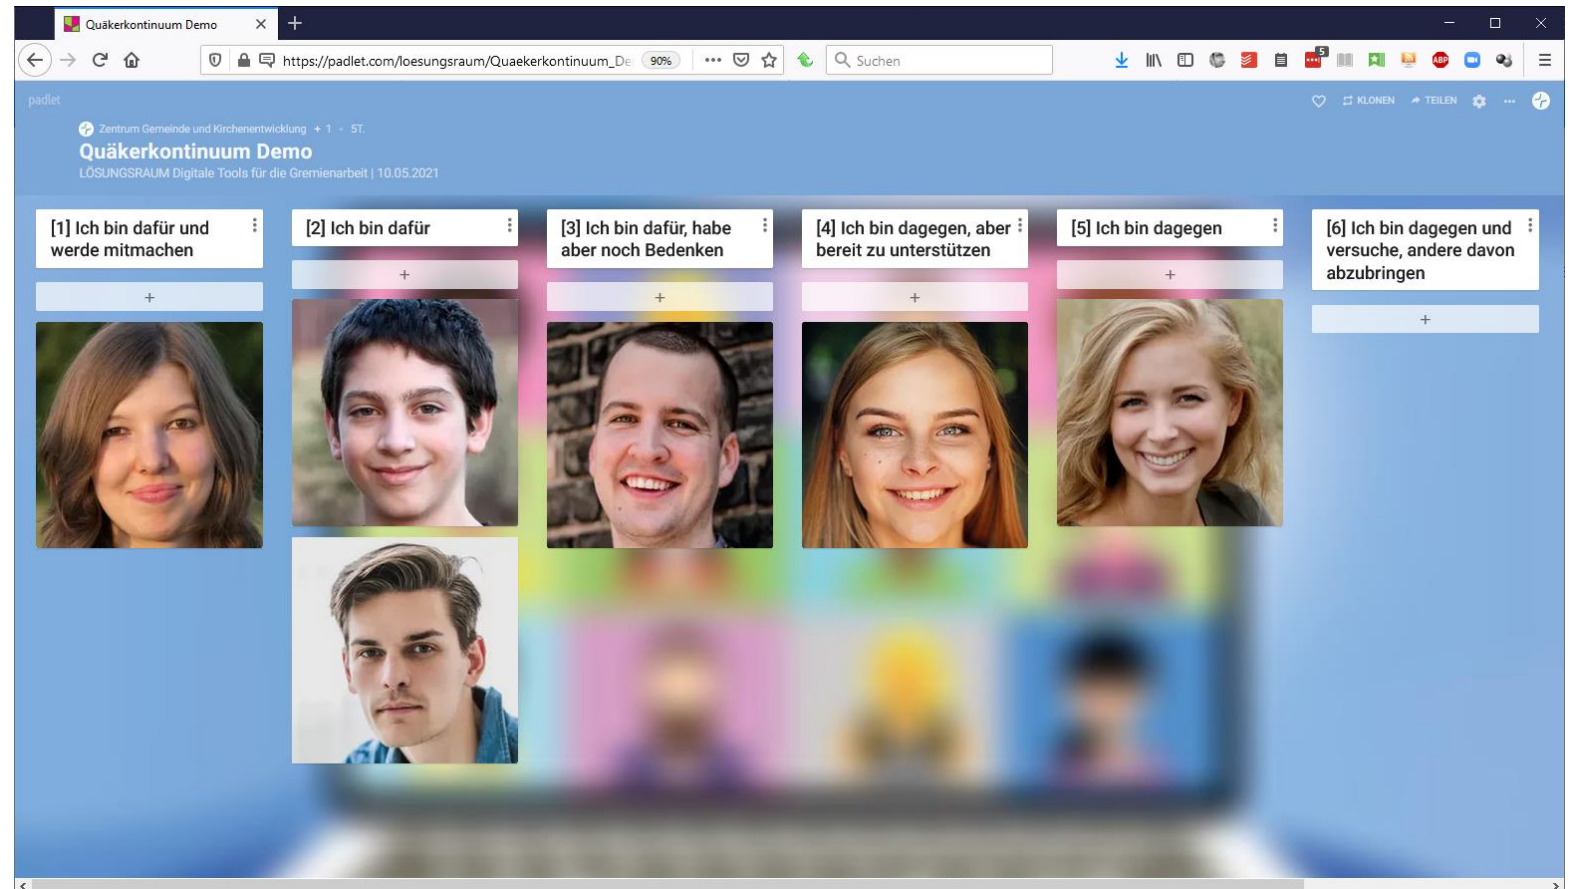 Quäkerkontinuum Demo
https://padlet.com/loesungsraum/Quaekerkontinuum_De
90%
Suchen
5
ABP
padlet
KLONEN
TEILEN
Zentrum Gemeinde und Kirchenentwicklung + 1 - 5T.
Quäkerkontinuum Demo
LÖSUNGSRAUM Digitale Tools für die Gremienarbeit | 10.05.2021
[1] Ich bin dafür und
werde mitmachen
[2] Ich bin dafür
[3] Ich bin dafür, habe
aber noch Bedenken
[4] Ich bin dagegen, aber
bereit zu unterstützen
[5] Ich bin dagegen
[6] Ich bin dagegen und
versuche, andere davon
abzubringen